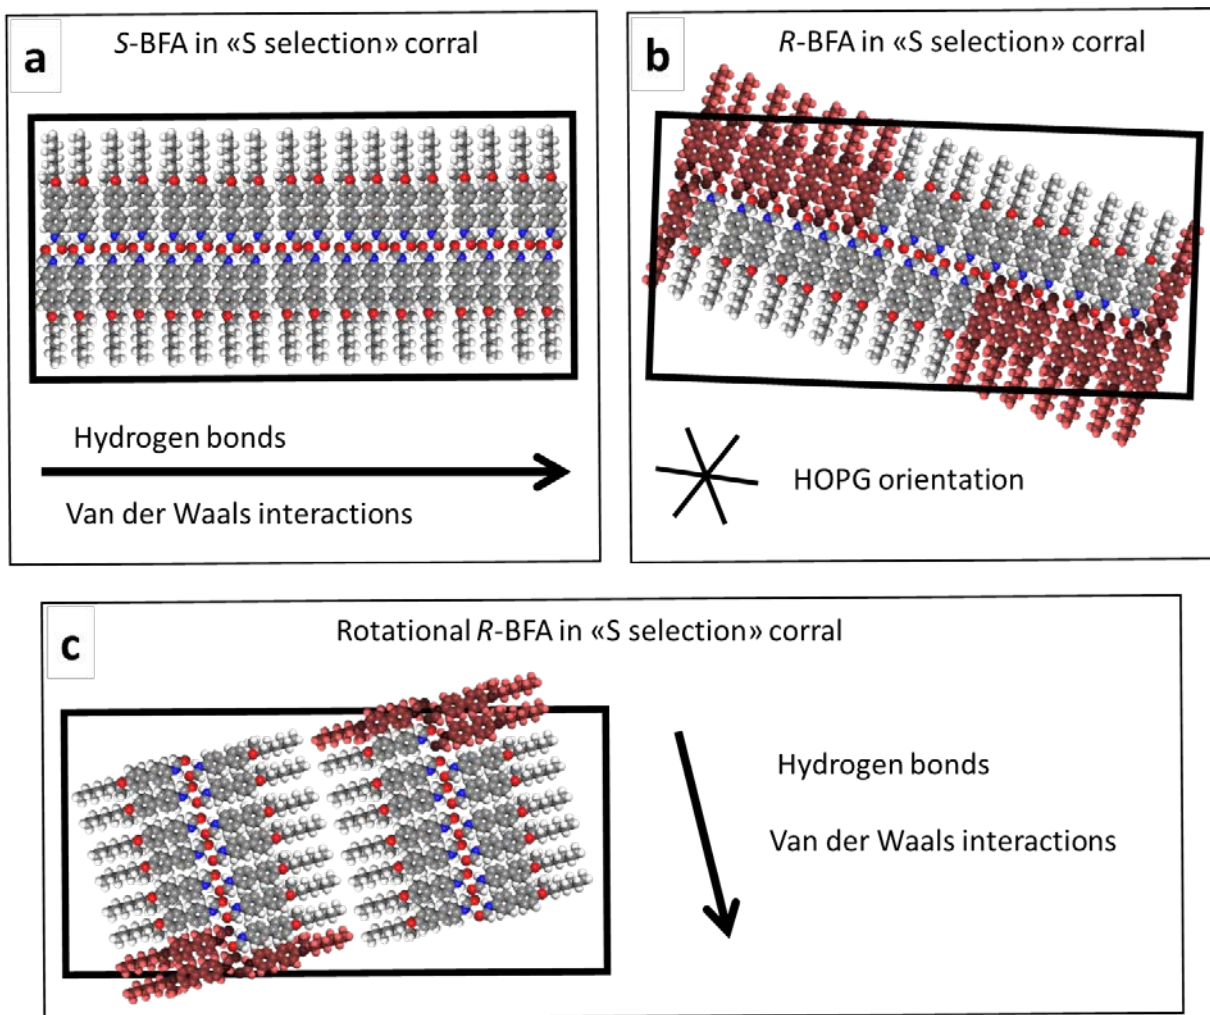 a
S-BFA in «S selection» corral
Hydrogen bonds
Van der Waals interactions
b
R-BFA in «S selection» corral
HOPG orientation
c
Rotational R-BFA in «S selection» corral
Hydrogen bonds
Van der Waals interactions